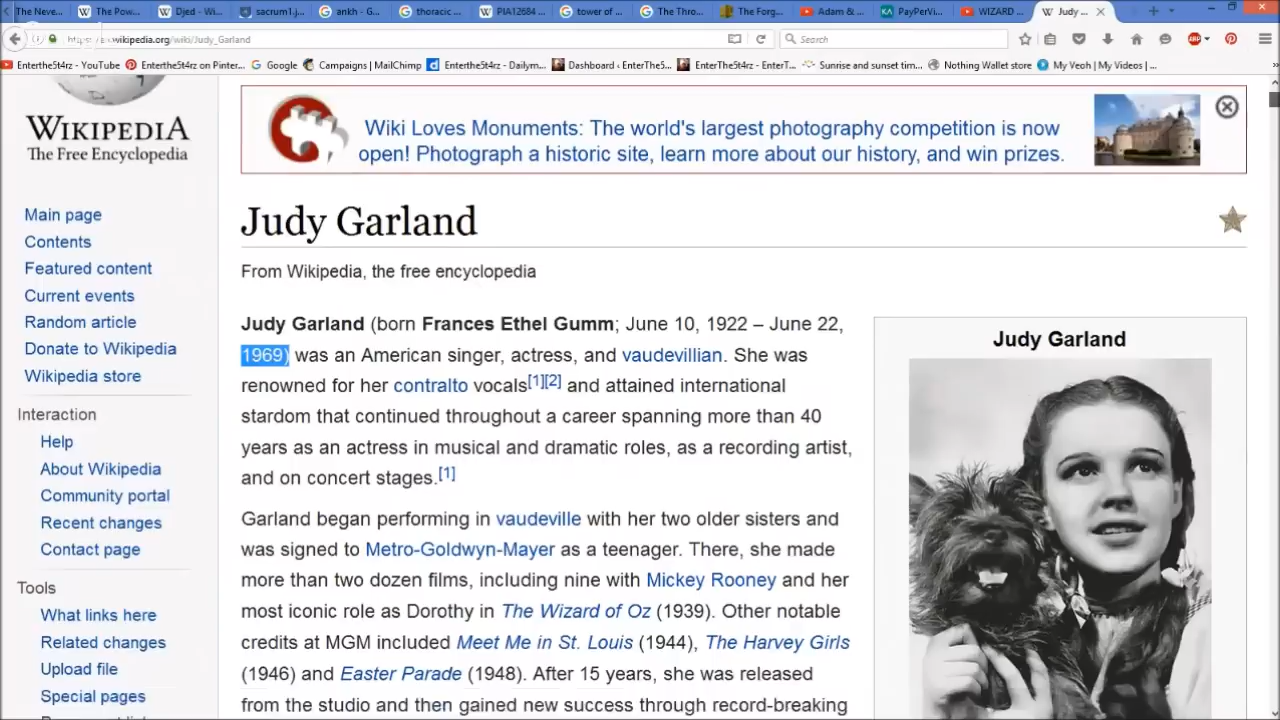 The Neve...
The Pow...
Djed - Wi...
sacrum1.j...
ankh - G...
thoracic ...
PIA12684 ...
tower of ...
The Thro...
The Forg...
Adam & ...
PayPerVi...
WIZARD ...
Judy ...
wikipedia.org/wiki/Judy_Garland
Search
Enterthe5t4rz - YouTube
Enterthe5t4rz on Pinter...
Google
Campaigns | MailChimp
Enterthe5t4rz - Dailym...
Dashboard ‹ EnterThe5...
EnterThe5t4rz - EnterT...
Sunrise and sunset tim...
Nothing Wallet store
My Veoh | My Videos | ...
WIKIPEDIA
The Free Encyclopedia
Main page
Contents
Featured content
Current events
Random article
Donate to Wikipedia
Wikipedia store
Interaction
Help
About Wikipedia
Community portal
Recent changes
Contact page
Tools
What links here
Related changes
Upload file
Special pages
Wiki Loves Monuments: The world's largest photography competition is now
open! Photograph a historic site, learn more about our history, and win prizes.
Judy Garland
From Wikipedia, the free encyclopedia
Judy Garland (born Frances Ethel Gumm; June 10, 1922 – June 22,
1969) was an American singer, actress, and vaudevillian. She was
renowned for her contralto vocals[1][2] and attained international
stardom that continued throughout a career spanning more than 40
years as an actress in musical and dramatic roles, as a recording artist,
and on concert stages.[1]
Garland began performing in vaudeville with her two older sisters and
was signed to Metro-Goldwyn-Mayer as a teenager. There, she made
more than two dozen films, including nine with Mickey Rooney and her
most iconic role as Dorothy in The Wizard of Oz (1939). Other notable
credits at MGM included Meet Me in St. Louis (1944), The Harvey Girls
(1946) and Easter Parade (1948). After 15 years, she was released
from the studio and then gained new success through record-breaking
Judy Garland